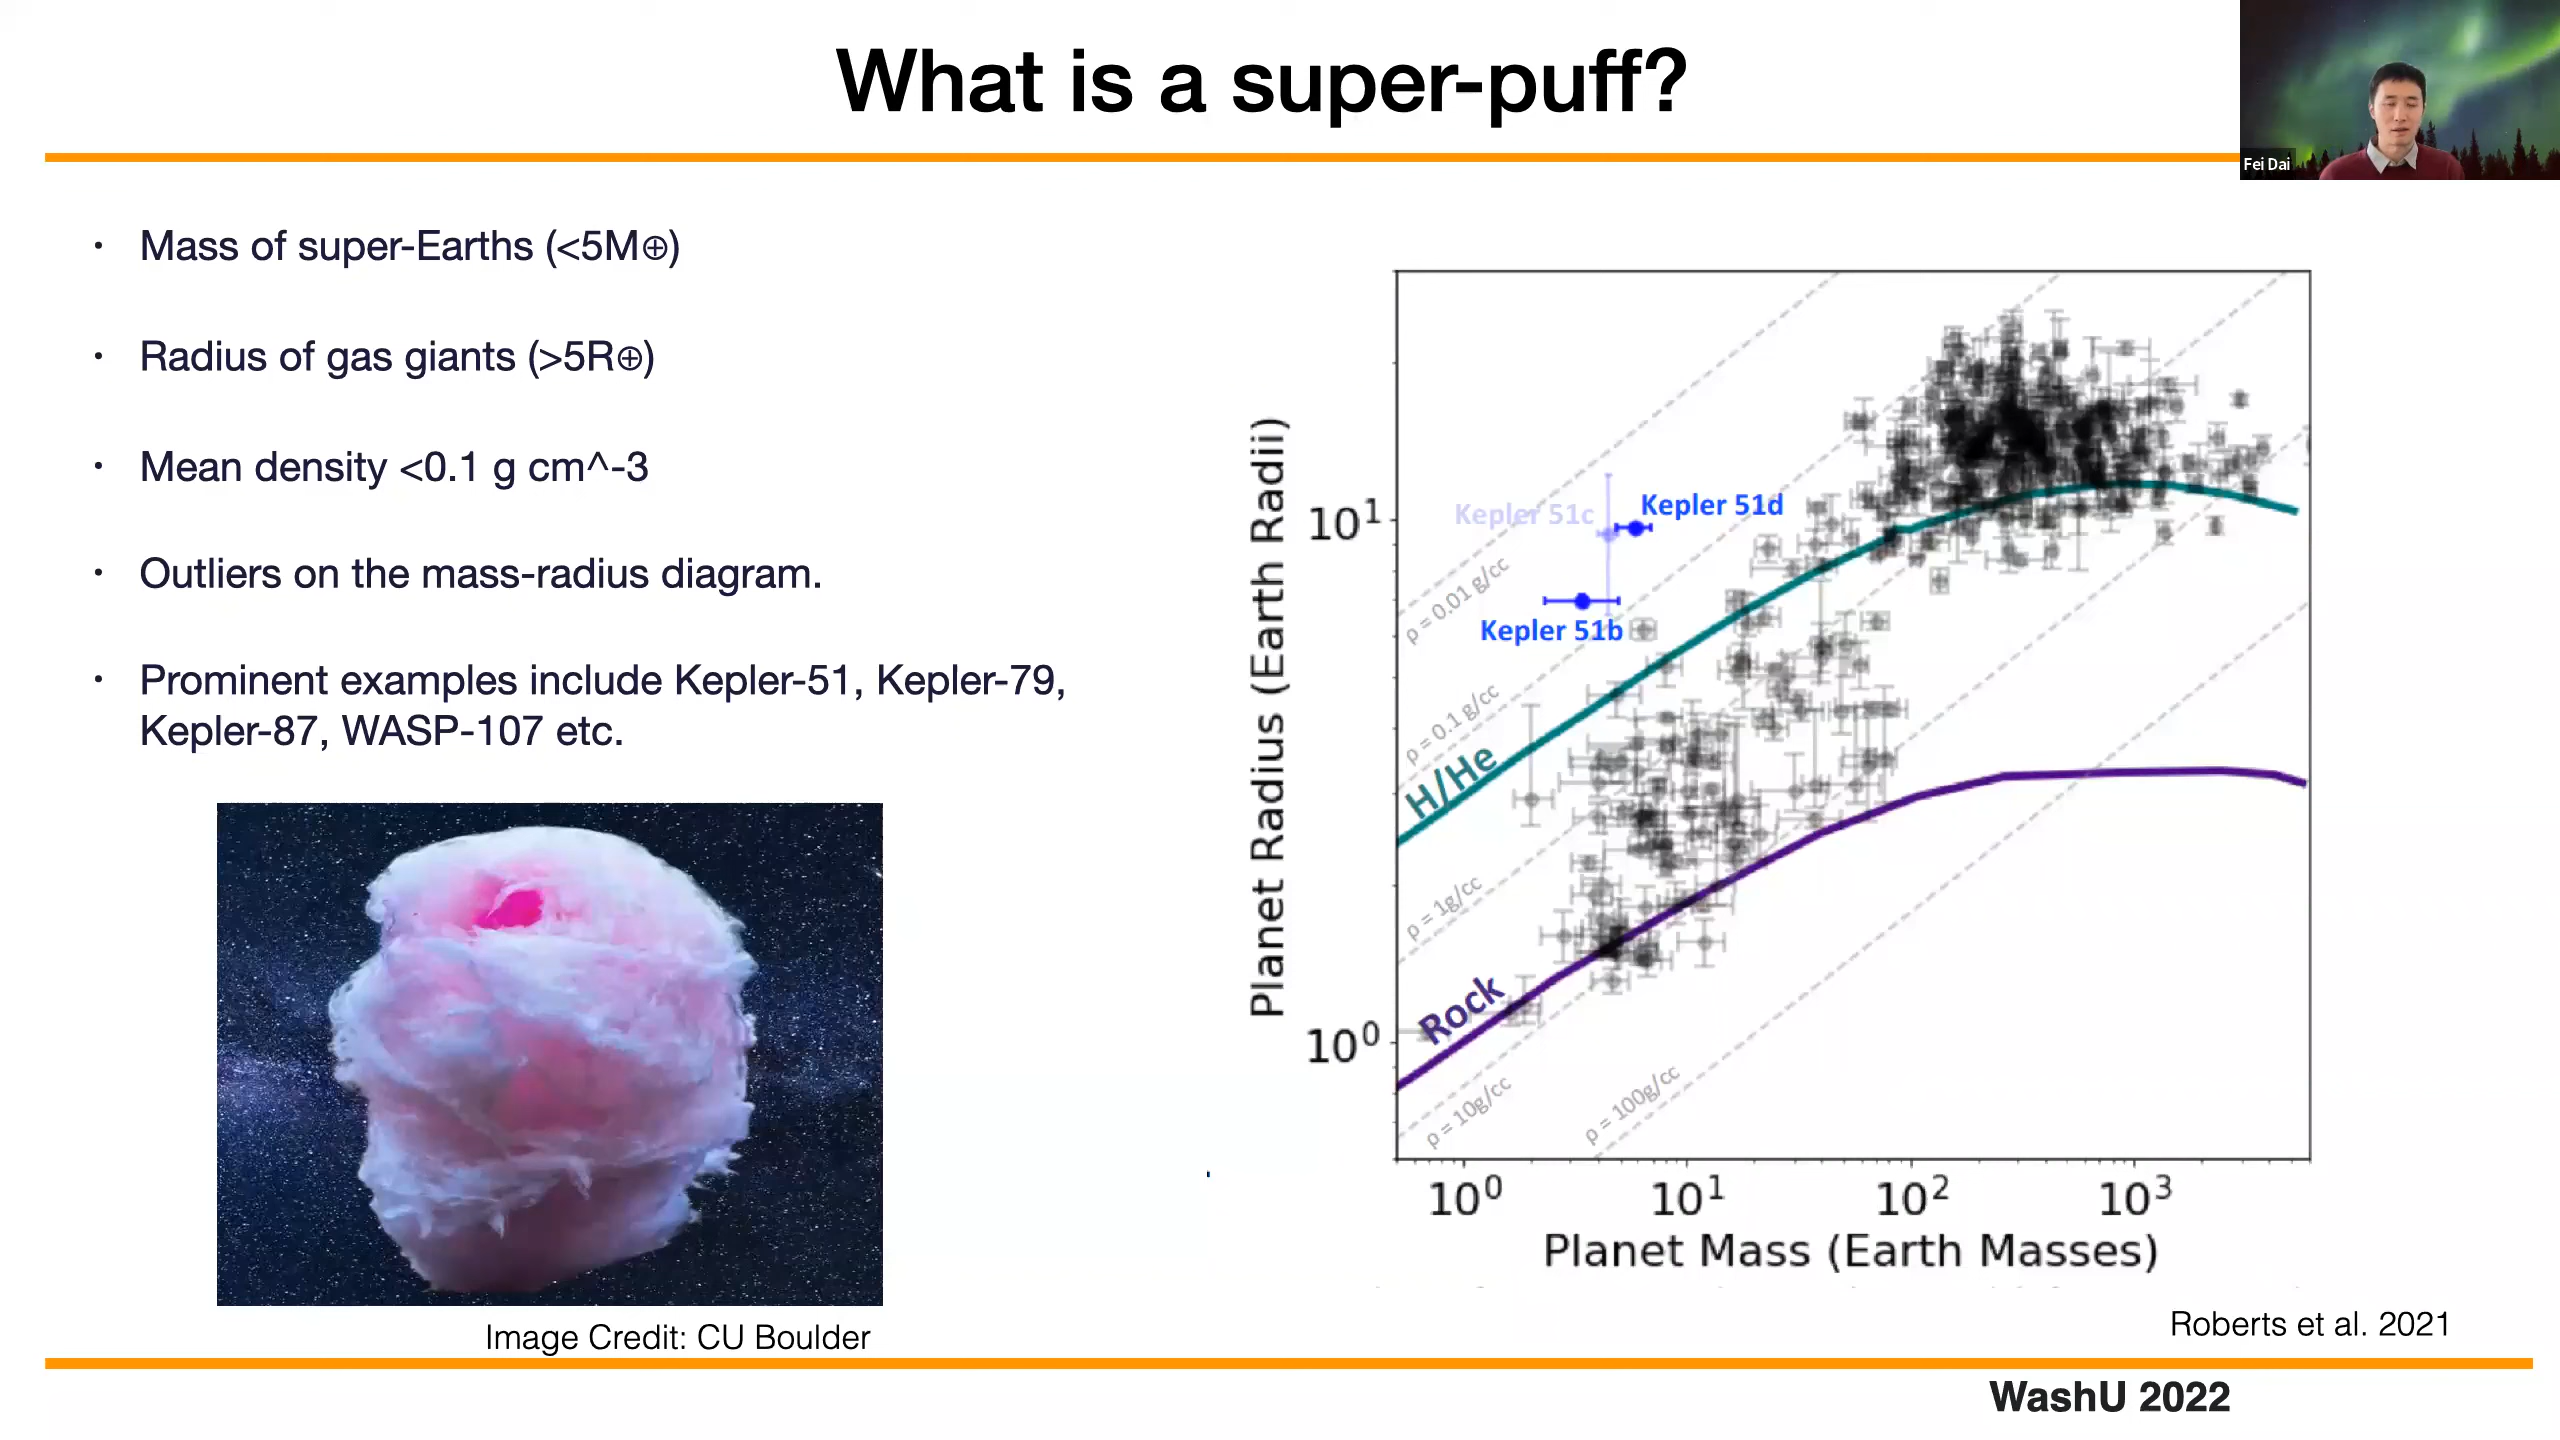 What is a super-puff?
Fei Dai
· Mass of super-Earths (<5M⊕)
· Radius of gas giants (>5R⊕)
· Mean density <0.1 g cm^-3
· Outliers on the mass-radius diagram.
· Prominent examples include Kepler-51, Kepler-79,
Kepler-87, WASP-107 etc.
Image Credit: CU Boulder
Planet Radius (Earth Radii)
10¹
10⁰
Kepler 51c
Kepler 51d
Kepler 51b
ρ = 0.01 g/cc
ρ = 0.1 g/cc
H/He
ρ = 1g/cc
Rock
ρ = 10g/cc
ρ = 100g/cc
10⁰ 10¹ 10² 10³
Planet Mass (Earth Masses)
Roberts et al. 2021
WashU 2022